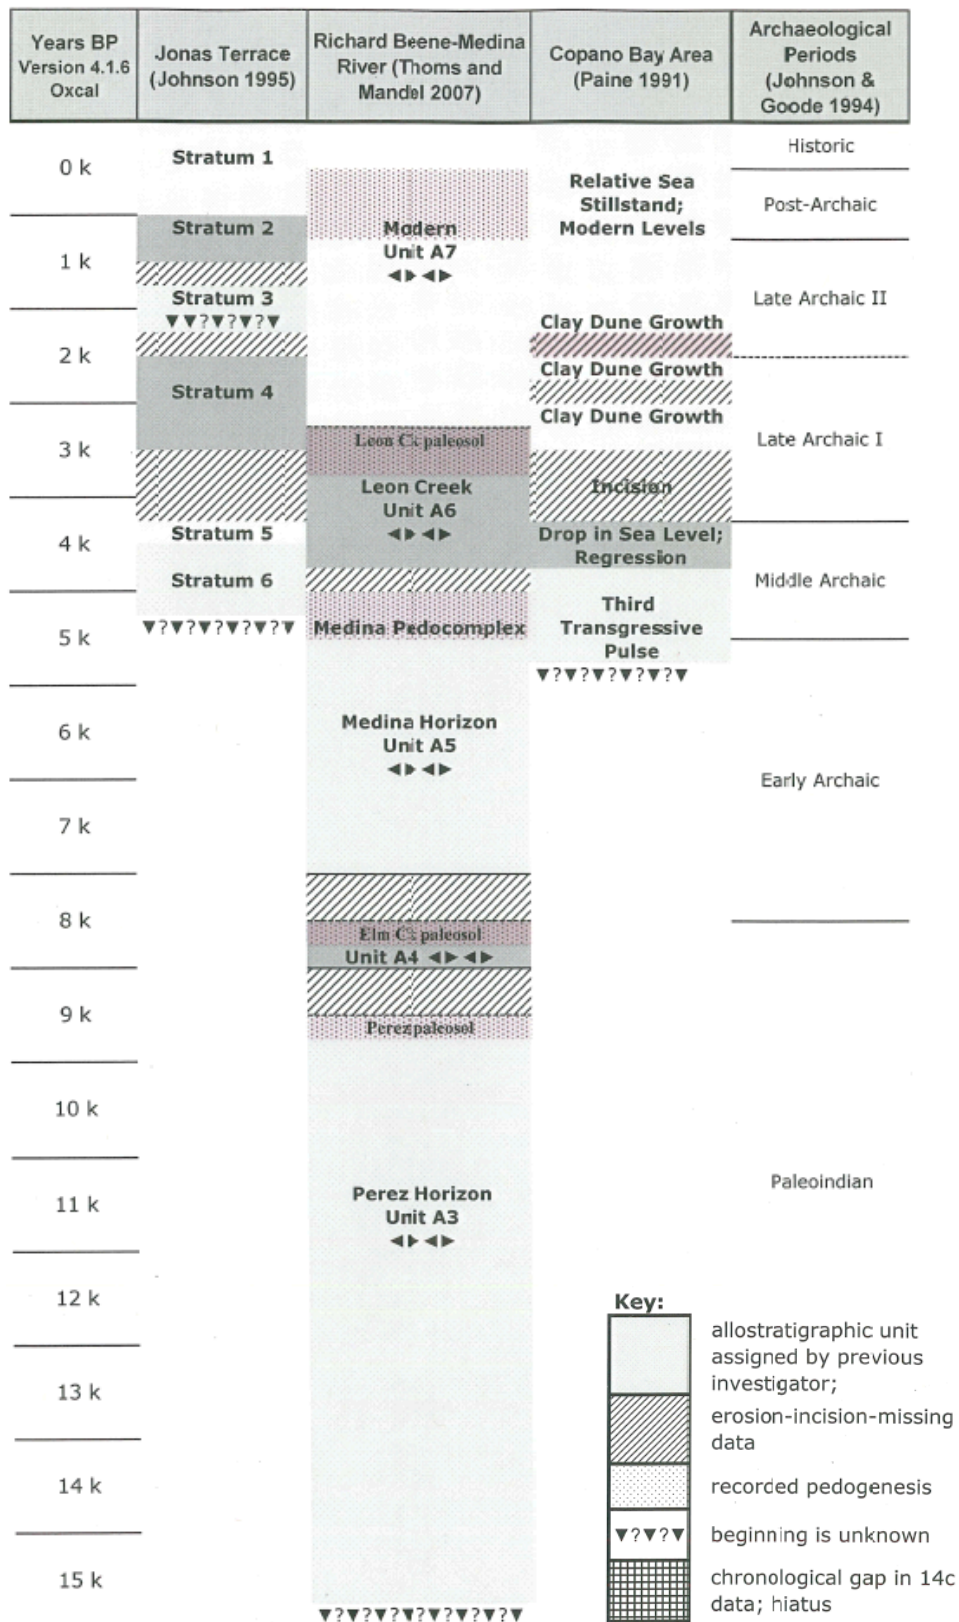 Years BP
Version 4.1.6
Oxcal
Jonas Terrace
(Johnson 1995)
Richard Beene-Medina
River (Thoms and
Mandel 2007)
Copano Bay Area
(Paine 1991)
Archaeological
Periods
(Johnson &
Goode 1994)
0 k
1 k
2 k
3 k
4 k
5 k
6 k
7 k
8 k
9 k
10 k
11 k
12 k
13 k
14 k
15 k
Stratum 1
Stratum 2
Stratum 3
▼▼?▼?▼?▼
Stratum 4
Stratum 5
Stratum 6
▼?▼?▼?▼?▼?▼
Modern
Unit A7
◄►◄►
Leon Ck paleosol
Leon Creek
Unit A6
◄►◄►
Medina Pedocomplex
Medina Horizon
Unit A5
◄►◄►
Elm Ck paleosol
Unit A4 ◄►◄►
Perez paleosol
Perez Horizon
Unit A3
◄►◄►
▼?▼?▼?▼?▼?▼?▼?▼
Relative Sea
Stillstand;
Modern Levels
Clay Dune Growth
Clay Dune Growth
Clay Dune Growth
Incision
Drop in Sea Level;
Regression
Third
Transgressive
Pulse
▼?▼?▼?▼?▼?▼
Historic
Post-Archaic
Late Archaic II
Late Archaic I
Middle Archaic
Early Archaic
Paleoindian
Key:
allostratigraphic unit
assigned by previous
investigator;
erosion-incision-missing
data
recorded pedogenesis
▼?▼?▼ beginning is unknown
chronological gap in 14c
data; hiatus